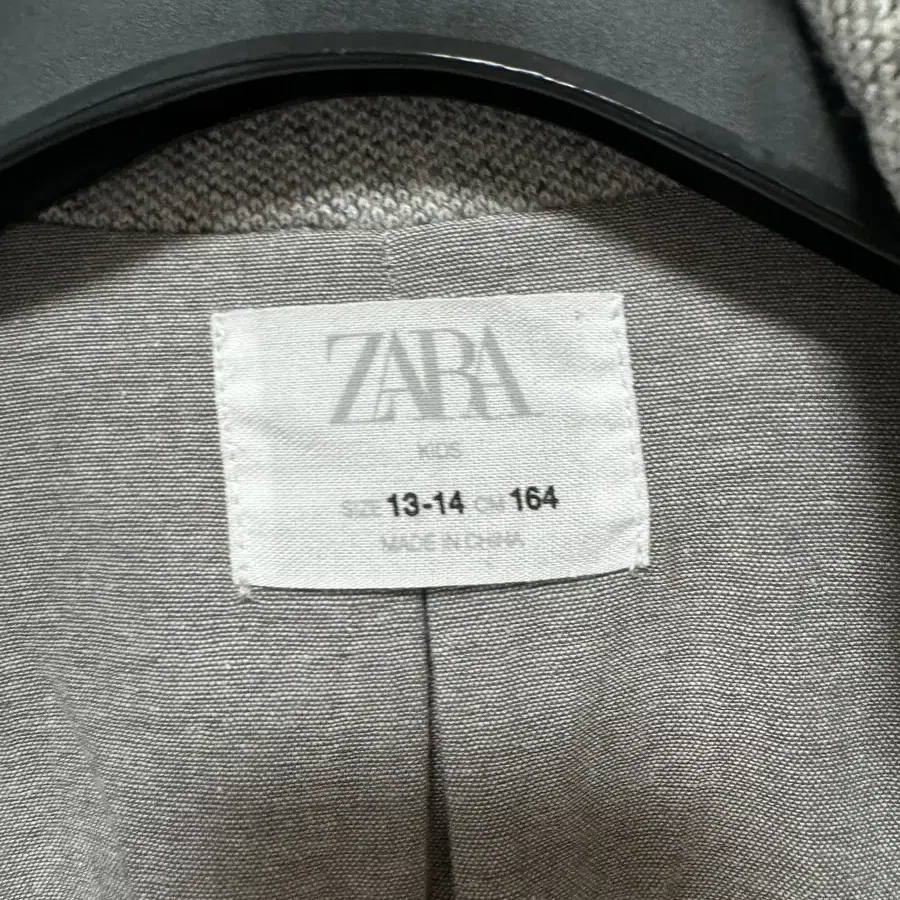 ZARA
KIDS
SIZE 13-14 CM 164
MADE IN CHINA